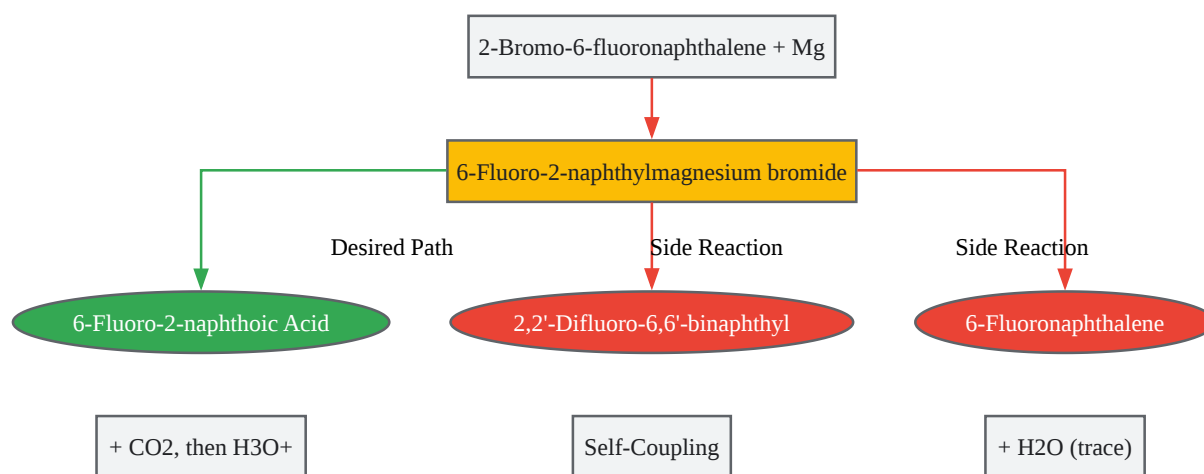 2-Bromo-6-fluoronaphthalene + Mg
6-Fluoro-2-naphthylmagnesium bromide
Desired Path
Side Reaction
Side Reaction
6-Fluoro-2-naphthoic Acid
2,2'-Difluoro-6,6'-binaphthyl
6-Fluoronaphthalene
+ CO2, then H3O+
Self-Coupling
+ H2O (trace)